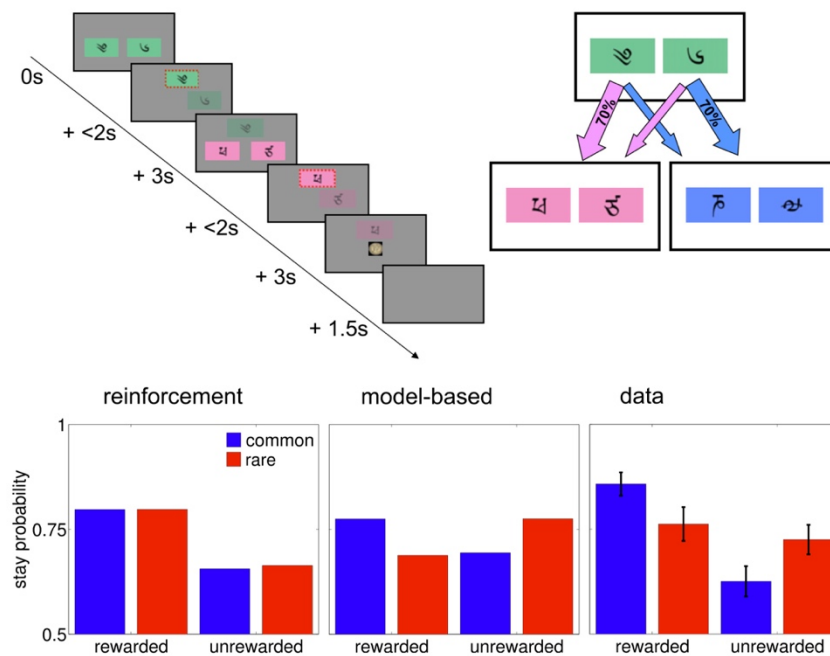 0s
+ <2s
+ 3s
+ <2s
+ 3s
+ 1.5s
70%
70%
reinforcement
model-based
data
stay probability
1
0.75
0.5
common
rare
rewarded
unrewarded
rewarded
unrewarded
rewarded
unrewarded